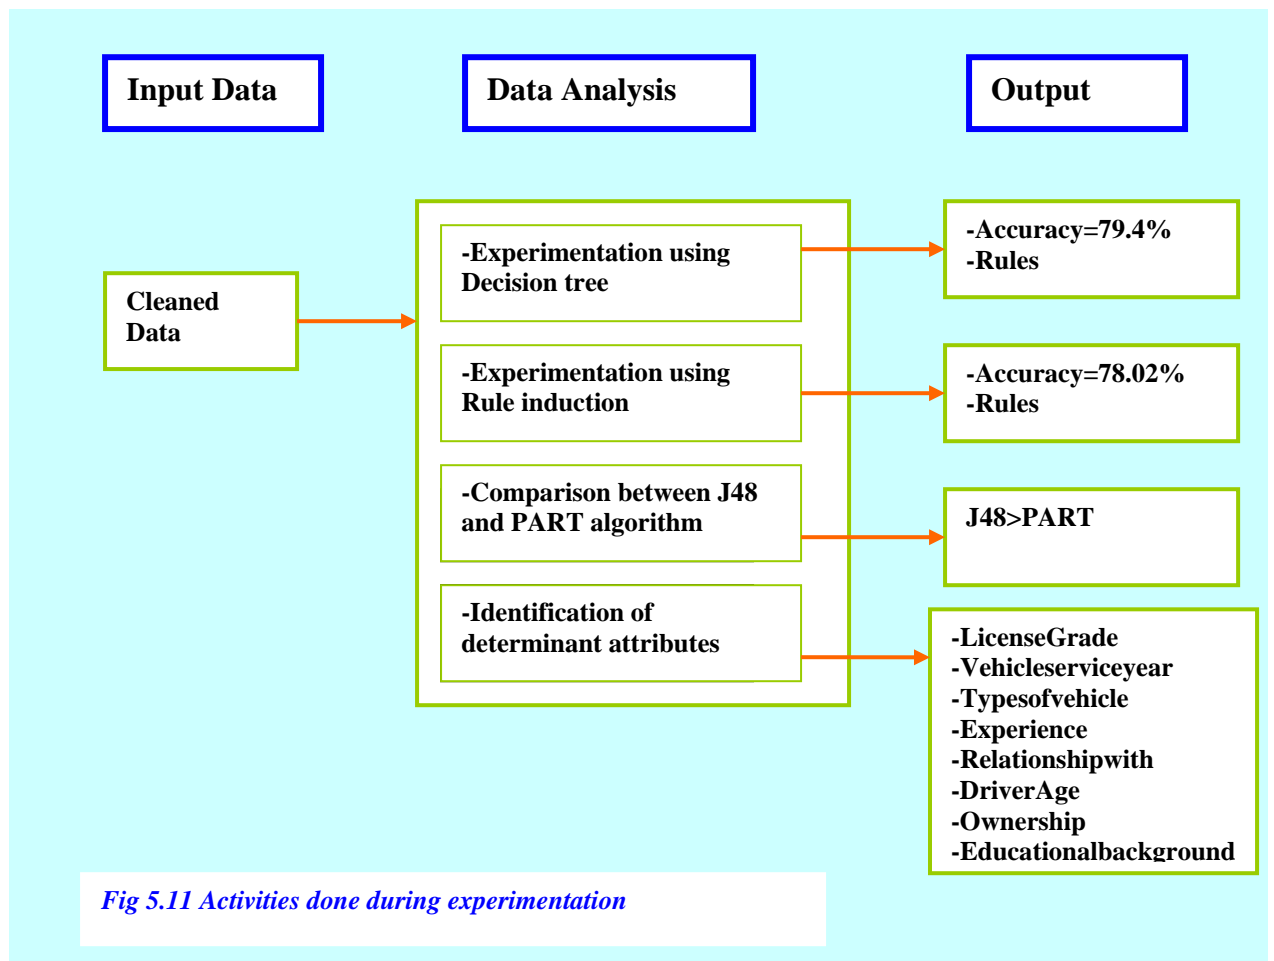 Input Data
Data Analysis
Output
Cleaned
Data
-Experimentation using
Decision tree
-Accuracy=79.4%
-Rules
-Experimentation using
Rule induction
-Accuracy=78.02%
-Rules
-Comparison between J48
and PART algorithm
J48>PART
-Identification of
determinant attributes
-LicenseGrade
-Vehicleserviceyear
-Typesofvehicle
-Experience
-Relationshipwith
-DriverAge
-Ownership
-Educationalbackground
Fig 5.11 Activities done during experimentation